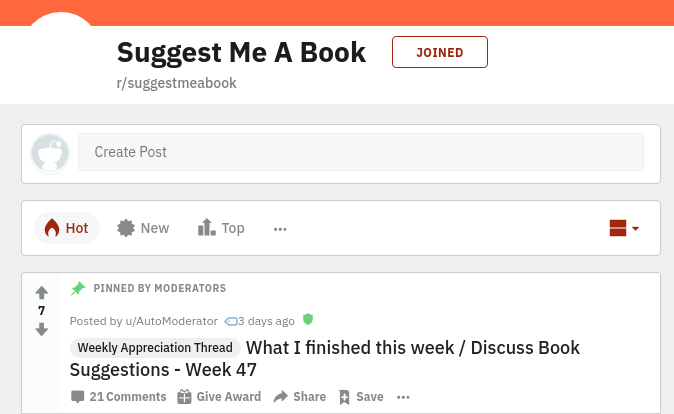 Suggest Me A Book JOINED
r/suggestmeabook
Create Post
Hot New Top ...
PINNED BY MODERATORS
7
Posted by u/AutoModerator 3 days ago
Weekly Appreciation Thread What I finished this week / Discuss Book
Suggestions - Week 47
21 Comments Give Award Share Save ...